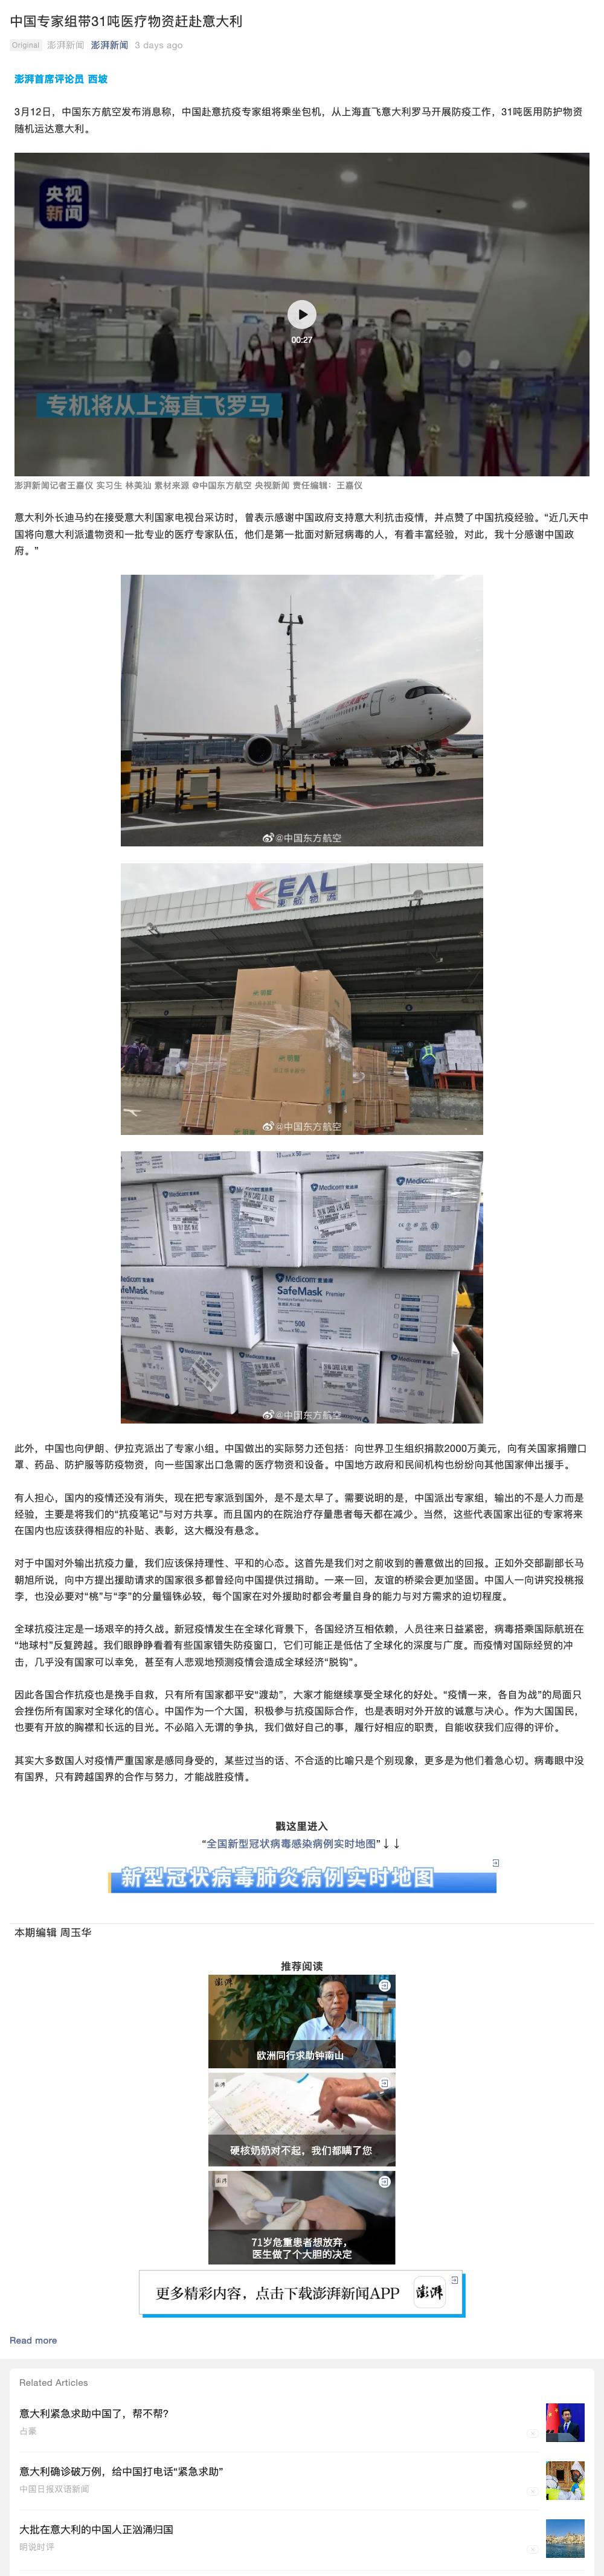 中国专家组带31吨医疗物资赶赴意大利
Original 澎湃新闻 澎湃新闻 3 days ago
澎湃首席评论员 西坡
3月12日，中国东方航空发布消息称，中国赴意抗疫专家组将乘坐包机，从上海直飞意大利罗马开展防疫工作，31吨医用防护物资
随机运达意大利。
央视
新闻
00:27
专机将从上海直飞罗马
澎湃新闻记者王嘉仪 实习生 林美汕 素材来源 @中国东方航空 央视新闻 责任编辑：王嘉仪
意大利外长迪马约在接受意大利国家电视台采访时，曾表示感谢中国政府支持意大利抗击疫情，并点赞了中国抗疫经验。“近几天中
国将向意大利派遣物资和一批专业的医疗专家队伍，他们是第一批面对新冠病毒的人，有着丰富经验，对此，我十分感谢中国政
府。”
@中国东方航空
EAL
東航物流
@中国东方航空
Medicom
Medicom
Medicom
SafeMask Premier
500
500
Medicom
Medicom
@中国东方航空
此外，中国也向伊朗、伊拉克派出了专家小组。中国做出的实际努力还包括：向世界卫生组织捐款2000万美元，向有关国家捐赠口
罩、药品、防护服等防疫物资，向一些国家出口急需的医疗物资和设备。中国地方政府和民间机构也纷纷向其他国家伸出援手。
有人担心，国内的疫情还没有消失，现在把专家派到国外，是不是太早了。需要说明的是，中国派出专家组，输出的不是人力而是
经验，主要是将我们的“抗疫笔记”与对方共享。而且国内的在院治疗存量患者每天都在减少。当然，这些代表国家出征的专家将来
在国内也应该获得相应的补贴、表彰，这大概没有悬念。
对于中国对外输出抗疫力量，我们应该保持理性、平和的心态。这首先是我们对之前收到的善意做出的回报。正如外交部副部长马
朝旭所说，向中方提出援助请求的国家很多都曾经向中国提供过捐助。一来一回，友谊的桥梁会更加坚固。中国人一向讲究投桃报
李，也没必要对“桃”与“李”的分量锱铢必较，每个国家在对外援助时都会考量自身的能力与对方需求的迫切程度。
全球抗疫注定是一场艰辛的持久战。新冠疫情发生在全球化背景下，各国经济互相依赖，人员往来日益紧密，病毒搭乘国际航班在
“地球村”反复跨越。我们眼睁睁看着有些国家错失防疫窗口，它们可能正是低估了全球化的深度与广度。而疫情对国际经贸的冲
击，几乎没有国家可以幸免，甚至有人悲观地预测疫情会造成全球经济“脱钩”。
因此各国合作抗疫也是挽手自救，只有所有国家都平安“渡劫”，大家才能继续享受全球化的好处。“疫情一来，各自为战”的局面只
会挫伤所有国家对全球化的信心。中国作为一个大国，积极参与抗疫国际合作，也是表明对外开放的诚意与决心。作为大国国民，
也要有开放的胸襟和长远的目光。不必陷入无谓的争执，我们做好自己的事，履行好相应的职责，自能收获我们应得的评价。
其实大多数国人对疫情严重国家是感同身受的，某些过当的话、不合适的比喻只是个别现象，更多是为他们着急心切。病毒眼中没
有国界，只有跨越国界的合作与努力，才能战胜疫情。
戳这里进入
“全国新型冠状病毒感染病例实时地图”↓↓
新型冠状病毒肺炎病例实时地图
本期编辑 周玉华
推荐阅读
澎湃
欧洲同行求助钟南山
澎湃
硬核奶奶对不起，我们都瞒了您
澎湃
71岁危重患者想放弃，
医生做了个大胆的决定
更多精彩内容，点击下载澎湃新闻APP 澎湃
Read more
Related Articles
意大利紧急求助中国了，帮不帮？
占豪
意大利确诊破万例，给中国打电话“紧急求助”
中国日报双语新闻
大批在意大利的中国人正汹涌归国
明说时评